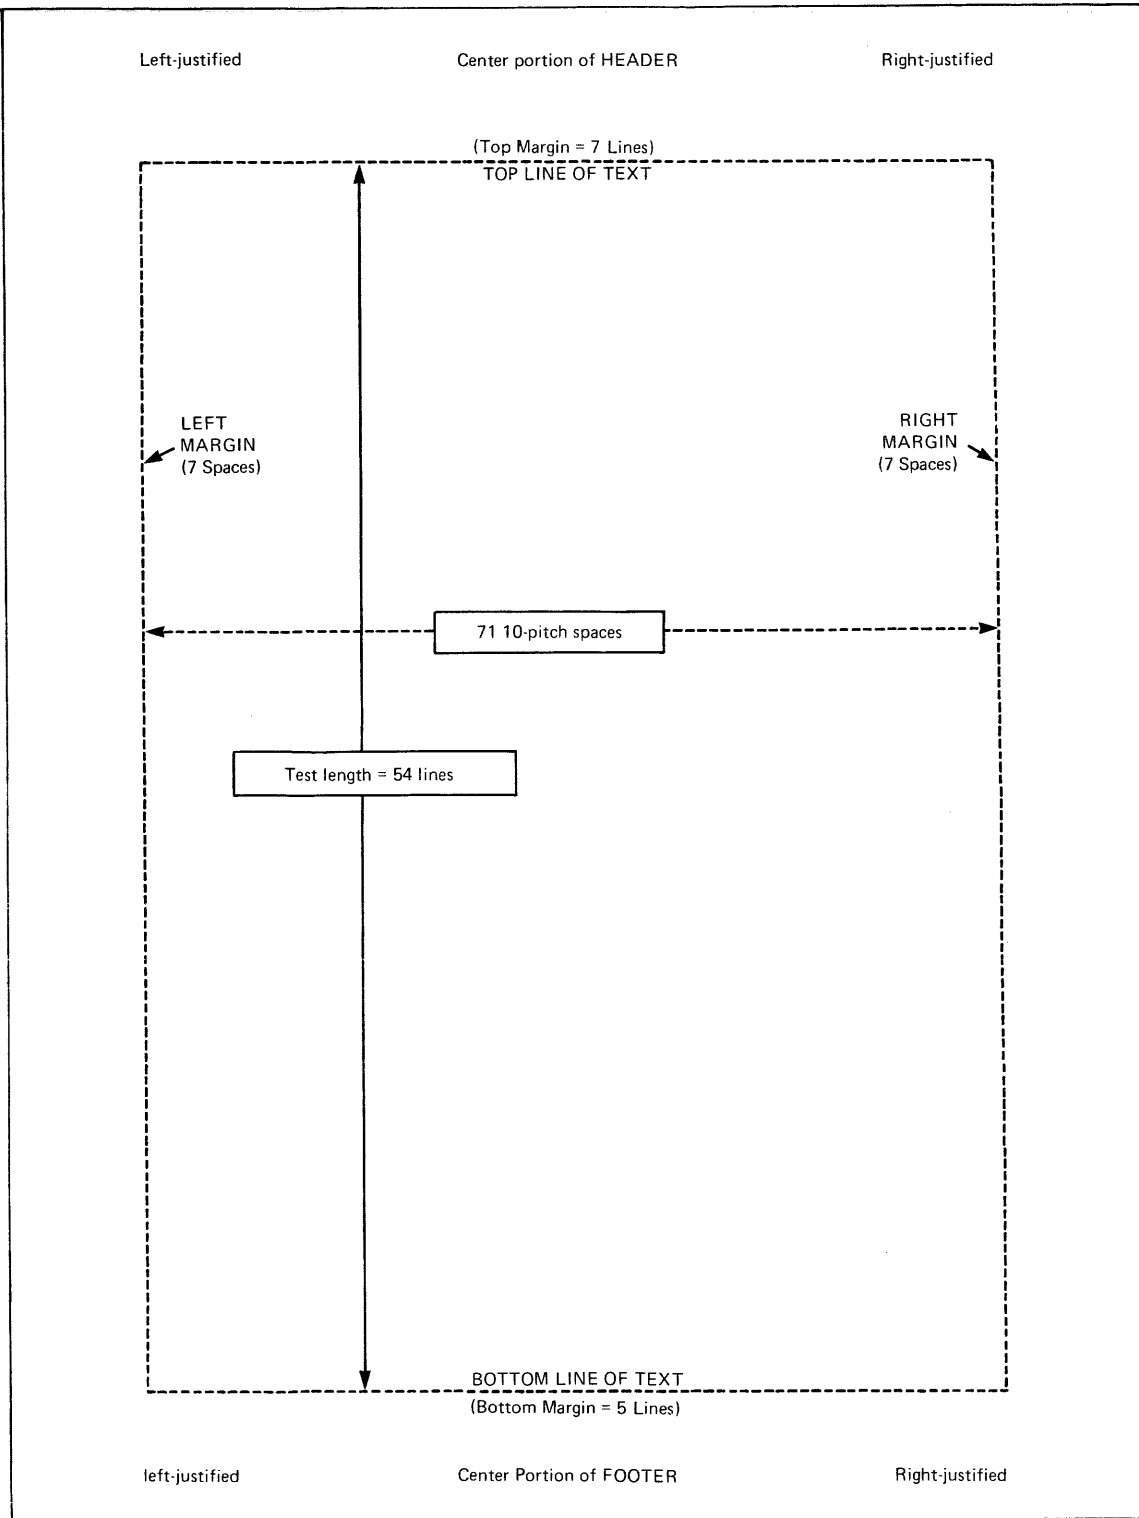 Left-justified Center portion of HEADER Right-justified
(Top Margin = 7 Lines)
TOP LINE OF TEXT
LEFT
MARGIN
(7 Spaces)
RIGHT
MARGIN
(7 Spaces)
71 10-pitch spaces
Test length = 54 lines
BOTTOM LINE OF TEXT
(Bottom Margin = 5 Lines)
left-justified Center Portion of FOOTER Right-justified